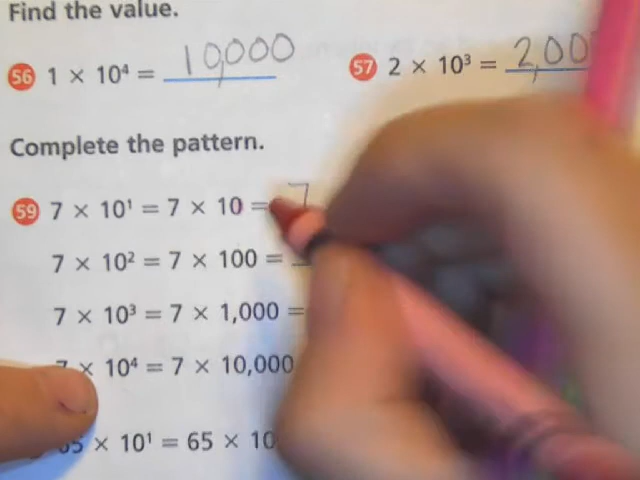 Find the value.
56 1 × 10⁴ = 10,000 57 2 × 10³ = 2,00
Complete the pattern.
59 7 × 10¹ = 7 × 10 = 7
7 × 10² = 7 × 100 =
7 × 10³ = 7 × 1,000 =
7 × 10⁴ = 7 × 10,000
65 × 10¹ = 65 × 10